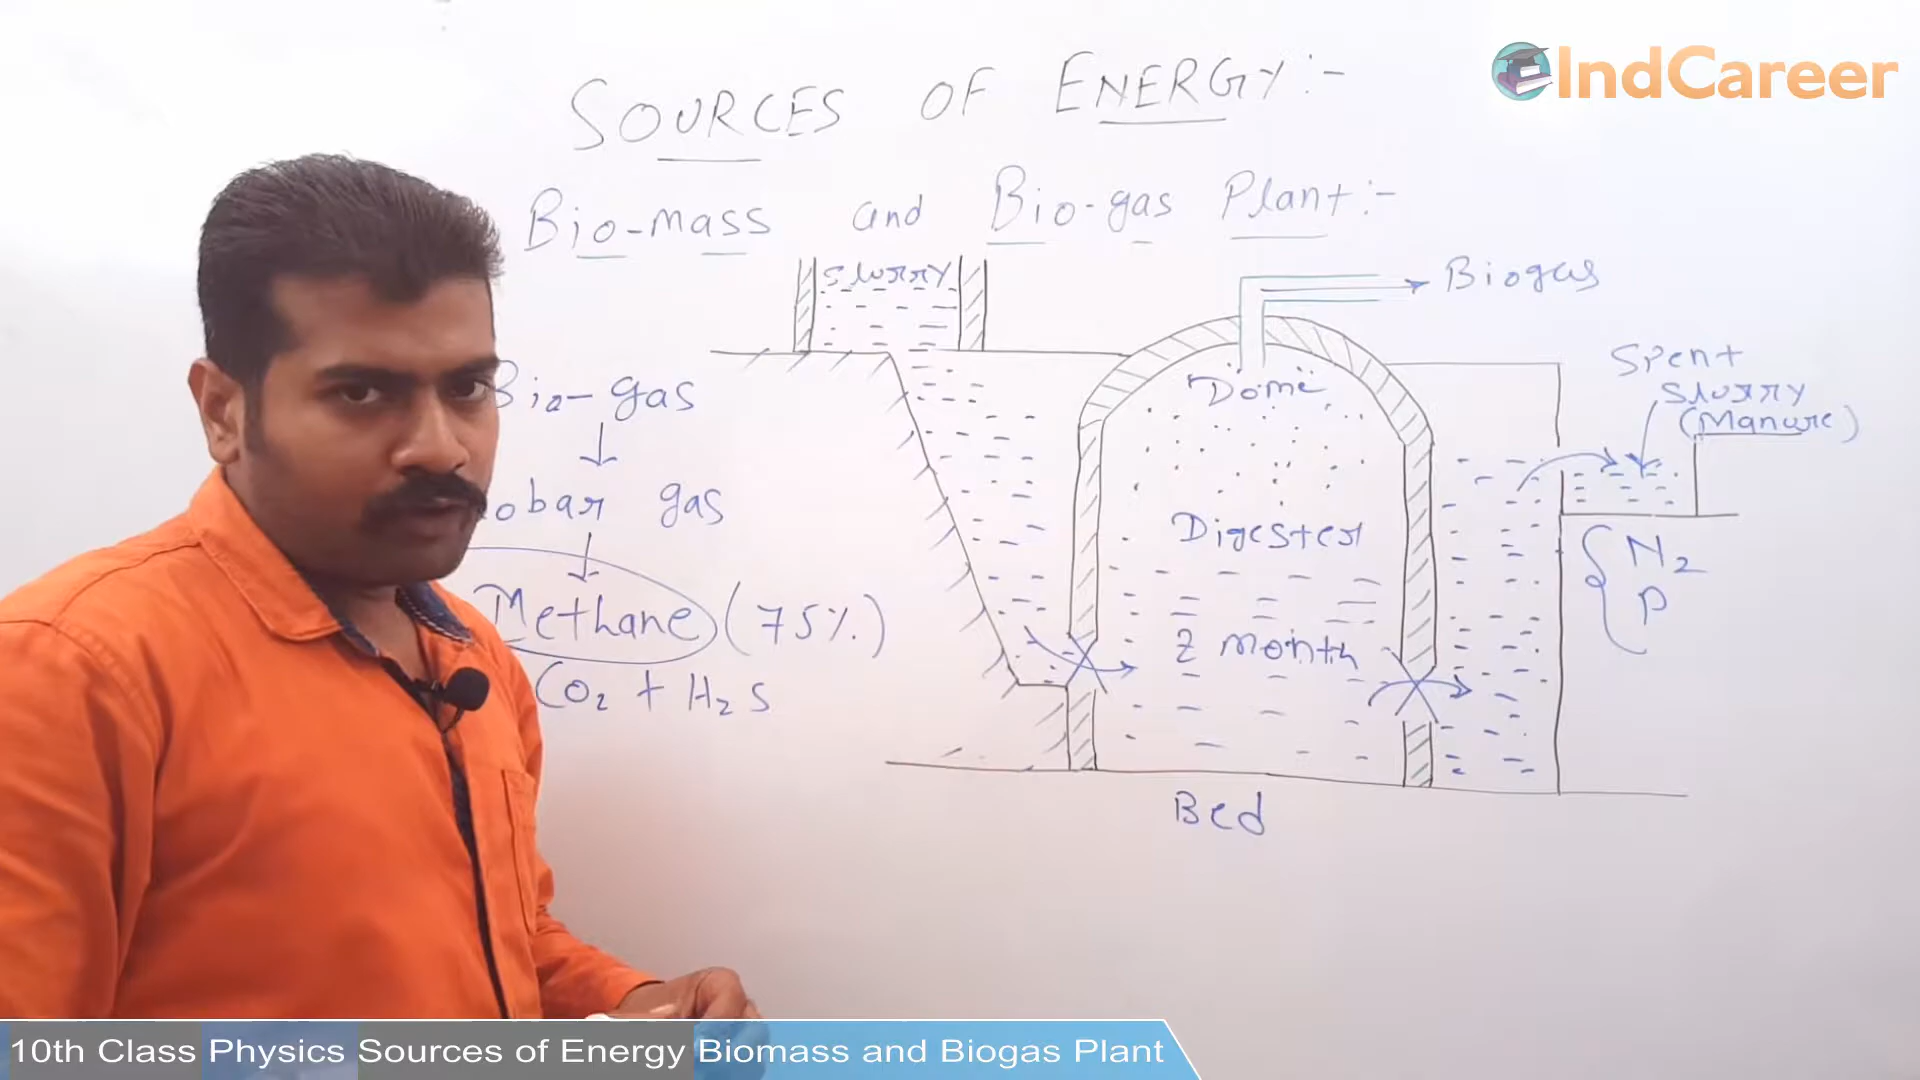 IndCareer
SOURCES OF ENERGY:-
Bio-mass and Bio-gas Plant:-
Slurry
Biogas
Spent
Slurry
(Manure)
Dome
Bio-gas
obar gas
Digester
N2
P
Methane (75%.)
2 month
CO2 + H2S
Bed
10th Class Physics Sources of Energy Biomass and Biogas Plant